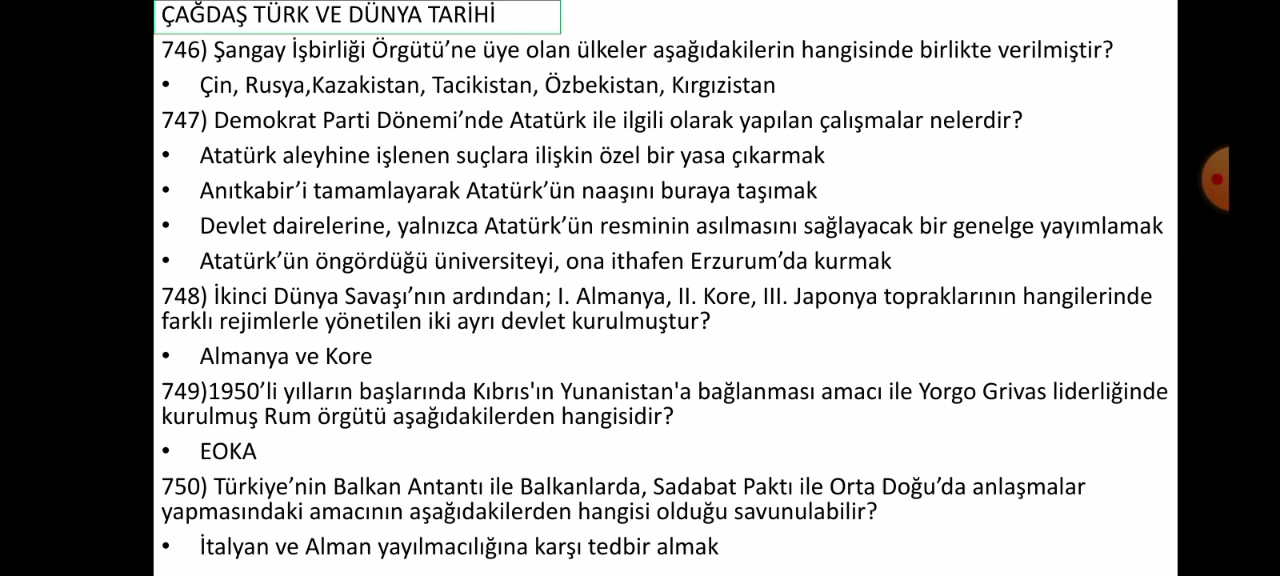 ÇAĞDAŞ TÜRK VE DÜNYA TARİHİ
746) Şangay İşbirliği Örgütü’ne üye olan ülkeler aşağıdakilerin hangisinde birlikte verilmiştir?
• Çin, Rusya,Kazakistan, Tacikistan, Özbekistan, Kırgızistan
747) Demokrat Parti Dönemi’nde Atatürk ile ilgili olarak yapılan çalışmalar nelerdir?
• Atatürk aleyhine işlenen suçlara ilişkin özel bir yasa çıkarmak
• Anıtkabir’i tamamlayarak Atatürk’ün naaşını buraya taşımak
• Devlet dairelerine, yalnızca Atatürk’ün resminin asılmasını sağlayacak bir genelge yayımlamak
• Atatürk’ün öngördüğü üniversiteyi, ona ithafen Erzurum’da kurmak
748) İkinci Dünya Savaşı’nın ardından; I. Almanya, II. Kore, III. Japonya topraklarının hangilerinde
farklı rejimlerle yönetilen iki ayrı devlet kurulmuştur?
• Almanya ve Kore
749)1950’li yılların başlarında Kıbrıs'ın Yunanistan'a bağlanması amacı ile Yorgo Grivas liderliğinde
kurulmuş Rum örgütü aşağıdakilerden hangisidir?
• EOKA
750) Türkiye’nin Balkan Antantı ile Balkanlarda, Sadabat Paktı ile Orta Doğu’da anlaşmalar
yapmasındaki amacının aşağıdakilerden hangisi olduğu savunulabilir?
• İtalyan ve Alman yayılmacılığına karşı tedbir almak